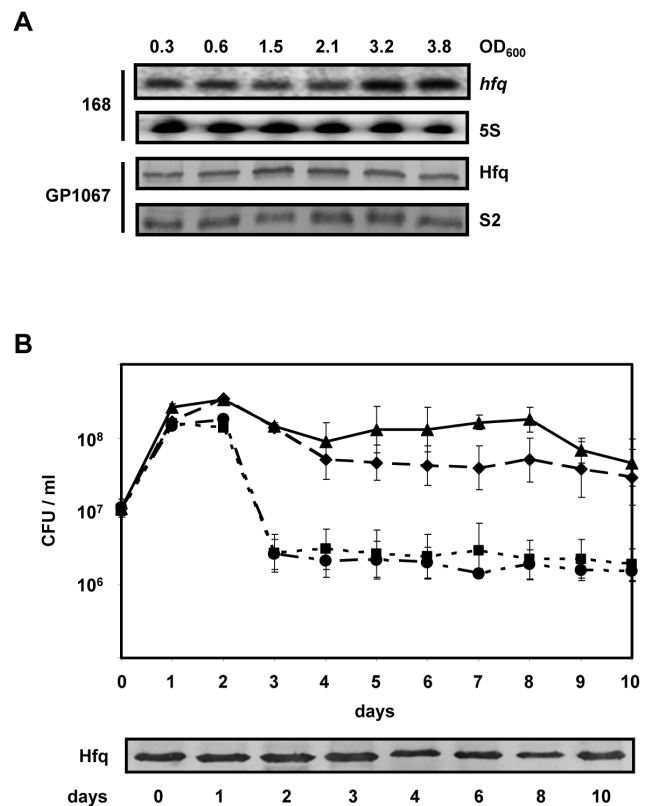 A
0.3 0.6 1.5 2.1 3.2 3.8 OD600
hfq
168
5S
Hfq
GP1067
S2
B
10^8
10^7
10^6
CFU / ml
0 1 2 3 4 5 6 7 8 9 10
days
Hfq
days 0 1 2 3 4 6 8 10